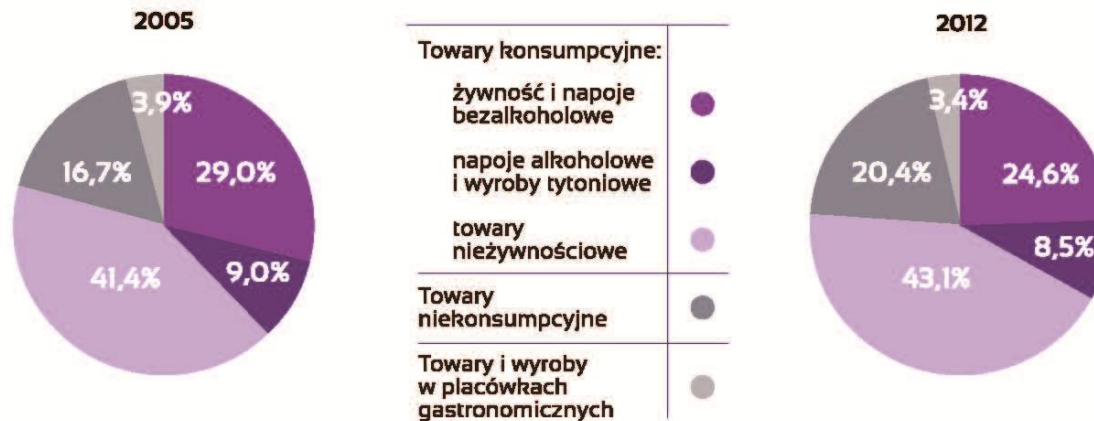 2005
3,9%
16,7%
29,0%
41,4%
9,0%
Towary konsumpcyjne:
żywność i napoje
bezalkoholowe
napoje alkoholowe
i wyroby tytoniowe
towary
nieżywnościowe
Towary
niekonsumpcyjne
Towary i wyroby
w placówkach
gastronomicznych
2012
3,4%
20,4%
24,6%
8,5%
43,1%